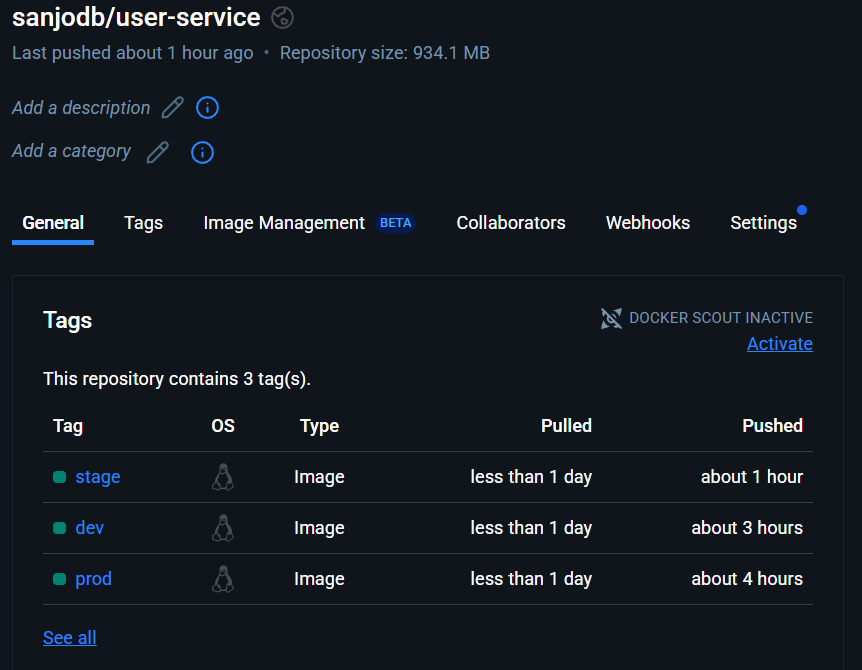 sanjodb/user-service
Last pushed about 1 hour ago • Repository size: 934.1 MB
Add a description
Add a category
General Tags Image Management BETA Collaborators Webhooks Settings
Tags DOCKER SCOUT INACTIVE
Activate
This repository contains 3 tag(s).
Tag OS Type Pulled Pushed
stage Image less than 1 day about 1 hour
dev Image less than 1 day about 3 hours
prod Image less than 1 day about 4 hours
See all